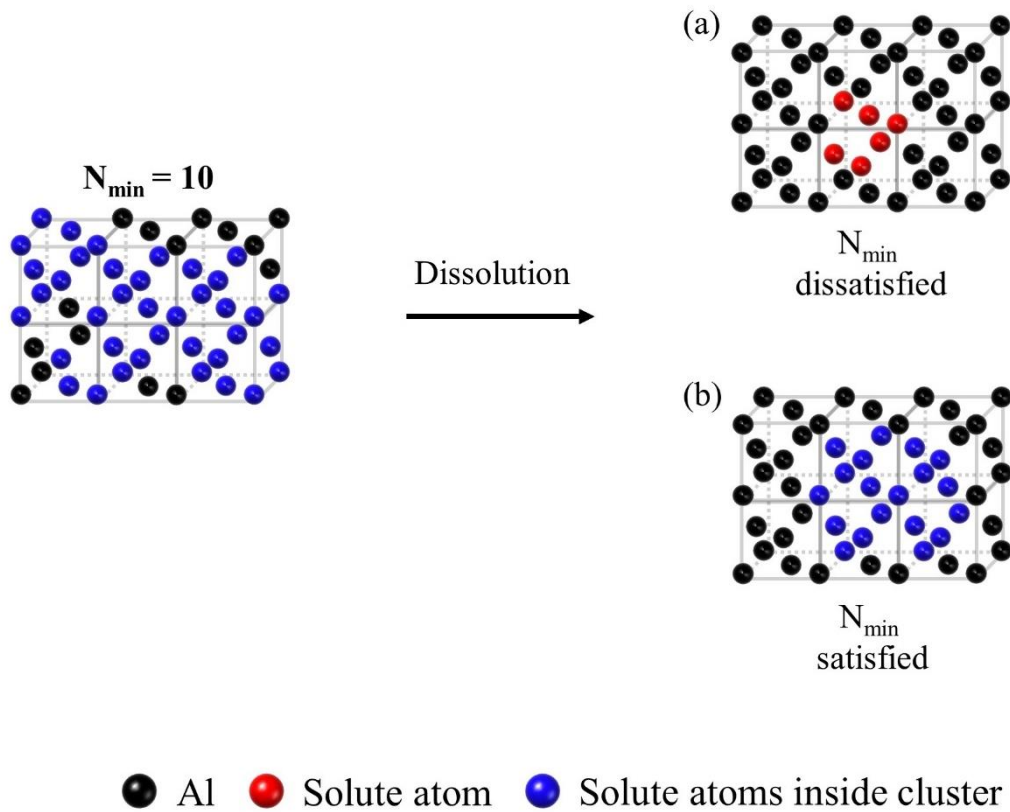 N_min = 10
Dissolution
(a)
N_min
dissatisfied
(b)
N_min
satisfied
Al
Solute atom
Solute atoms inside cluster